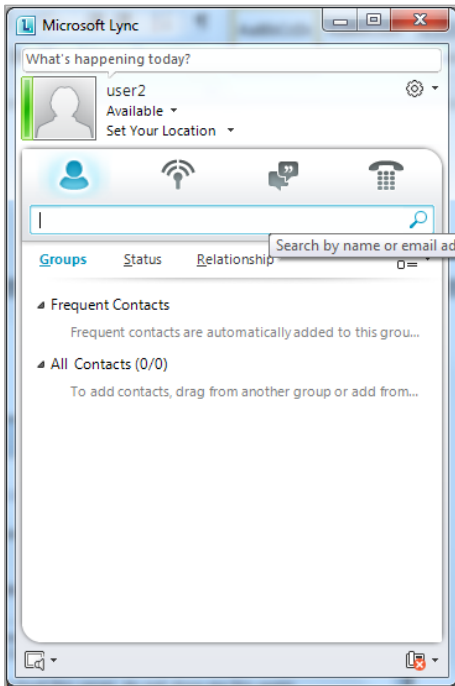 Microsoft Lync
What's happening today?
user2
Available
Set Your Location
Search by name or email ad
Groups Status Relationship
Frequent Contacts
Frequent contacts are automatically added to this grou...
All Contacts (0/0)
To add contacts, drag from another group or add from...